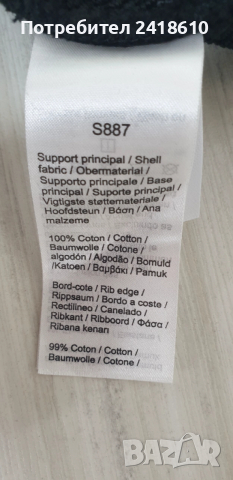 Потребител 2418610
S887
Support principal / Shell
fabric / Obermaterial /
Supporto principale / Base
principal / Suporte principal /
Vigtigste støttemateriale /
Hoofdsteun / Βάση / Ana
malzeme
100% Coton / Cotton /
Baumwolle / Cotone /
algodón / Algodão / Bomuld
/Katoen / Βαμβάκι / Pamuk
Bord-cote / Rib edge /
Rippsaum / Bordo a coste /
Rectilineo / Canelado /
Ribkant / Ribboord / Φάσα /
Ribana kenarı
99% Coton / Cotton /
Baumwolle / Cotone /
BAZAR